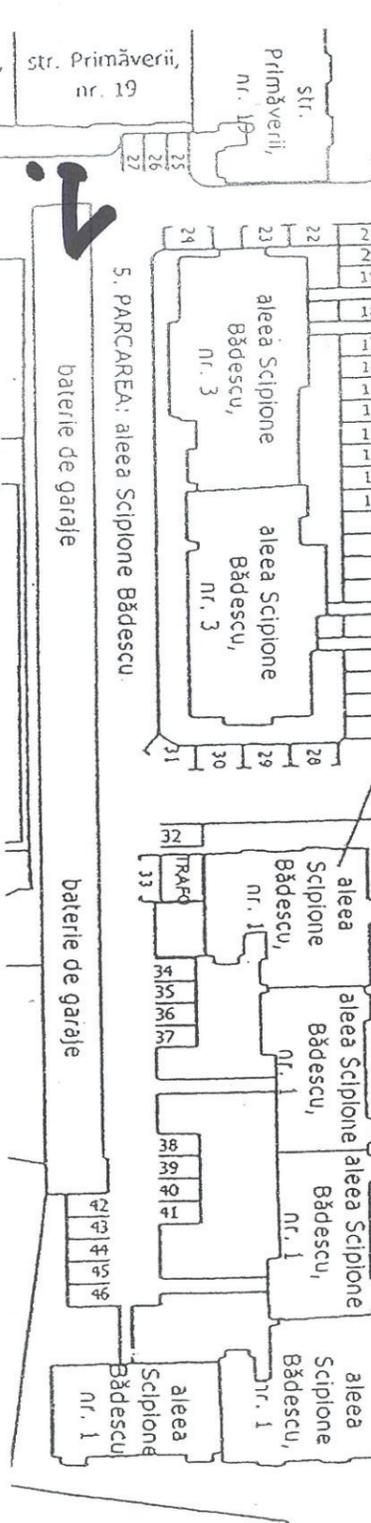 str. Primăverii,
nr. 19
str.
Primăverii,
nr. 19
25
26
27
22
23
24
aleea Scipione
Bădescu,
nr. 3
aleea Scipione
Bădescu,
nr. 3
5. PARCAREA: aleea Scipione Bădescu
baterie de garaje
28
29
30
31
32
TRAFO
33
aleea
Scipione
Bădescu,
nr. 1
34
35
36
37
aleea Scipione
Bădescu,
nr. 1
38
39
40
41
aleea Scipione
Bădescu,
nr. 1
baterie de garaje
42
43
44
45
46
aleea
Scipione
Bădescu,
nr. 1
aleea
Scipione
Bădescu
nr. 1